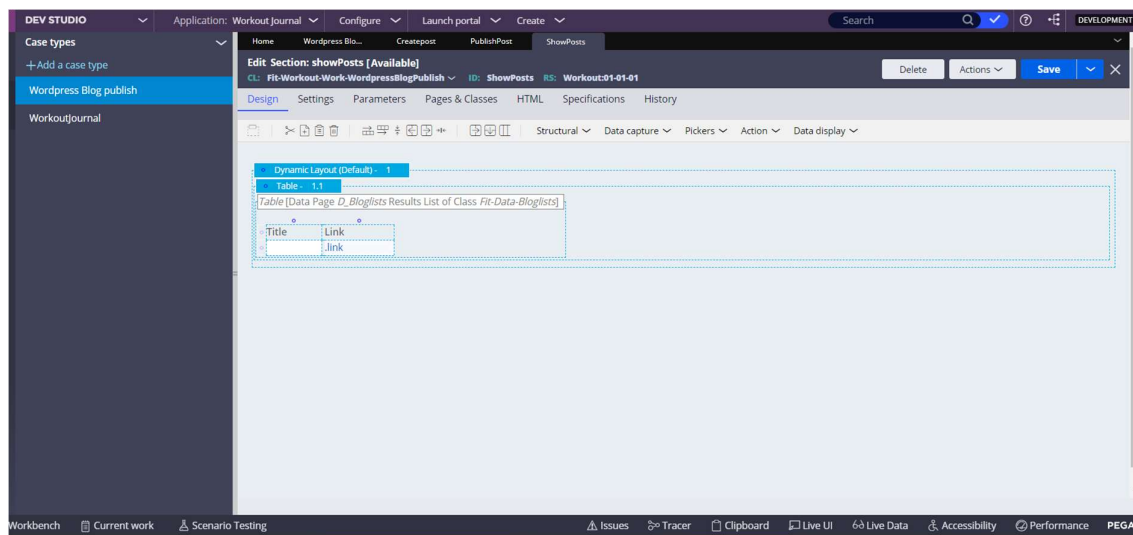 DEV STUDIO Application: Workout Journal Configure Launch portal Create Search DEVELOPMENT
Case types
+Add a case type
Wordpress Blog publish
WorkoutJournal
Home Wordpress Blo... Createpost PublishPost ShowPosts
Edit Section: showPosts [Available]
CL: Fit-Workout-Work-WordpressBlogPublish ID: ShowPosts RS: Workout:01-01-01
Delete Actions Save
Design Settings Parameters Pages & Classes HTML Specifications History
Structural Data capture Pickers Action Data display
Dynamic Layout (Default) - 1
Table - 1.1
Table [Data Page D_Bloglists Results List of Class Fit-Data-Bloglists]
Title Link
.link
Workbench Current work Scenario Testing Issues Tracer Clipboard Live UI Live Data Accessibility Performance PEGA